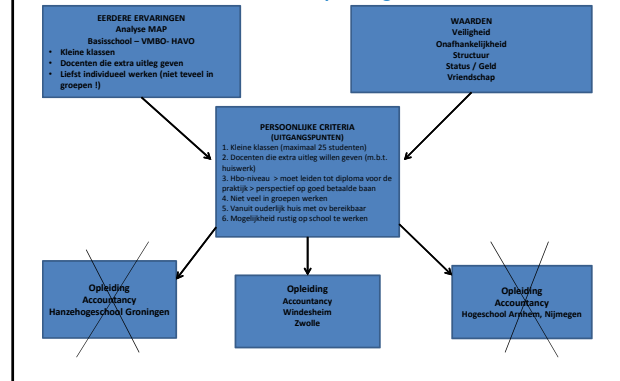 EERDERE ERVARINGEN
Analyse MAP
Basisschool – VMBO- HAVO
• Kleine klassen
• Docenten die extra uitleg geven
• Liefst individueel werken (niet teveel in
groepen !)
WAARDEN
Veiligheid
Onafhankelijkheid
Structuur
Status / Geld
Vriendschap
PERSOONLIJKE CRITERIA
(UITGANGSPUNTEN)
1. Kleine klassen (maximaal 25 studenten)
2. Docenten die extra uitleg willen geven (m.b.t.
huiswerk)
3. Hbo-niveau > moet leiden tot diploma voor de
praktijk > perspectief op goed betaalde baan
4. Niet veel in groepen werken
5. Vanuit ouderlijk huis met ov bereikbaar
6. Mogelijkheid rustig op school te werken
Opleiding
Accountancy
Hanzehogeschool Groningen
Opleiding
Accountancy
Windesheim
Zwolle
Opleiding
Accountancy
Hogeschool Arnhem, Nijmegen